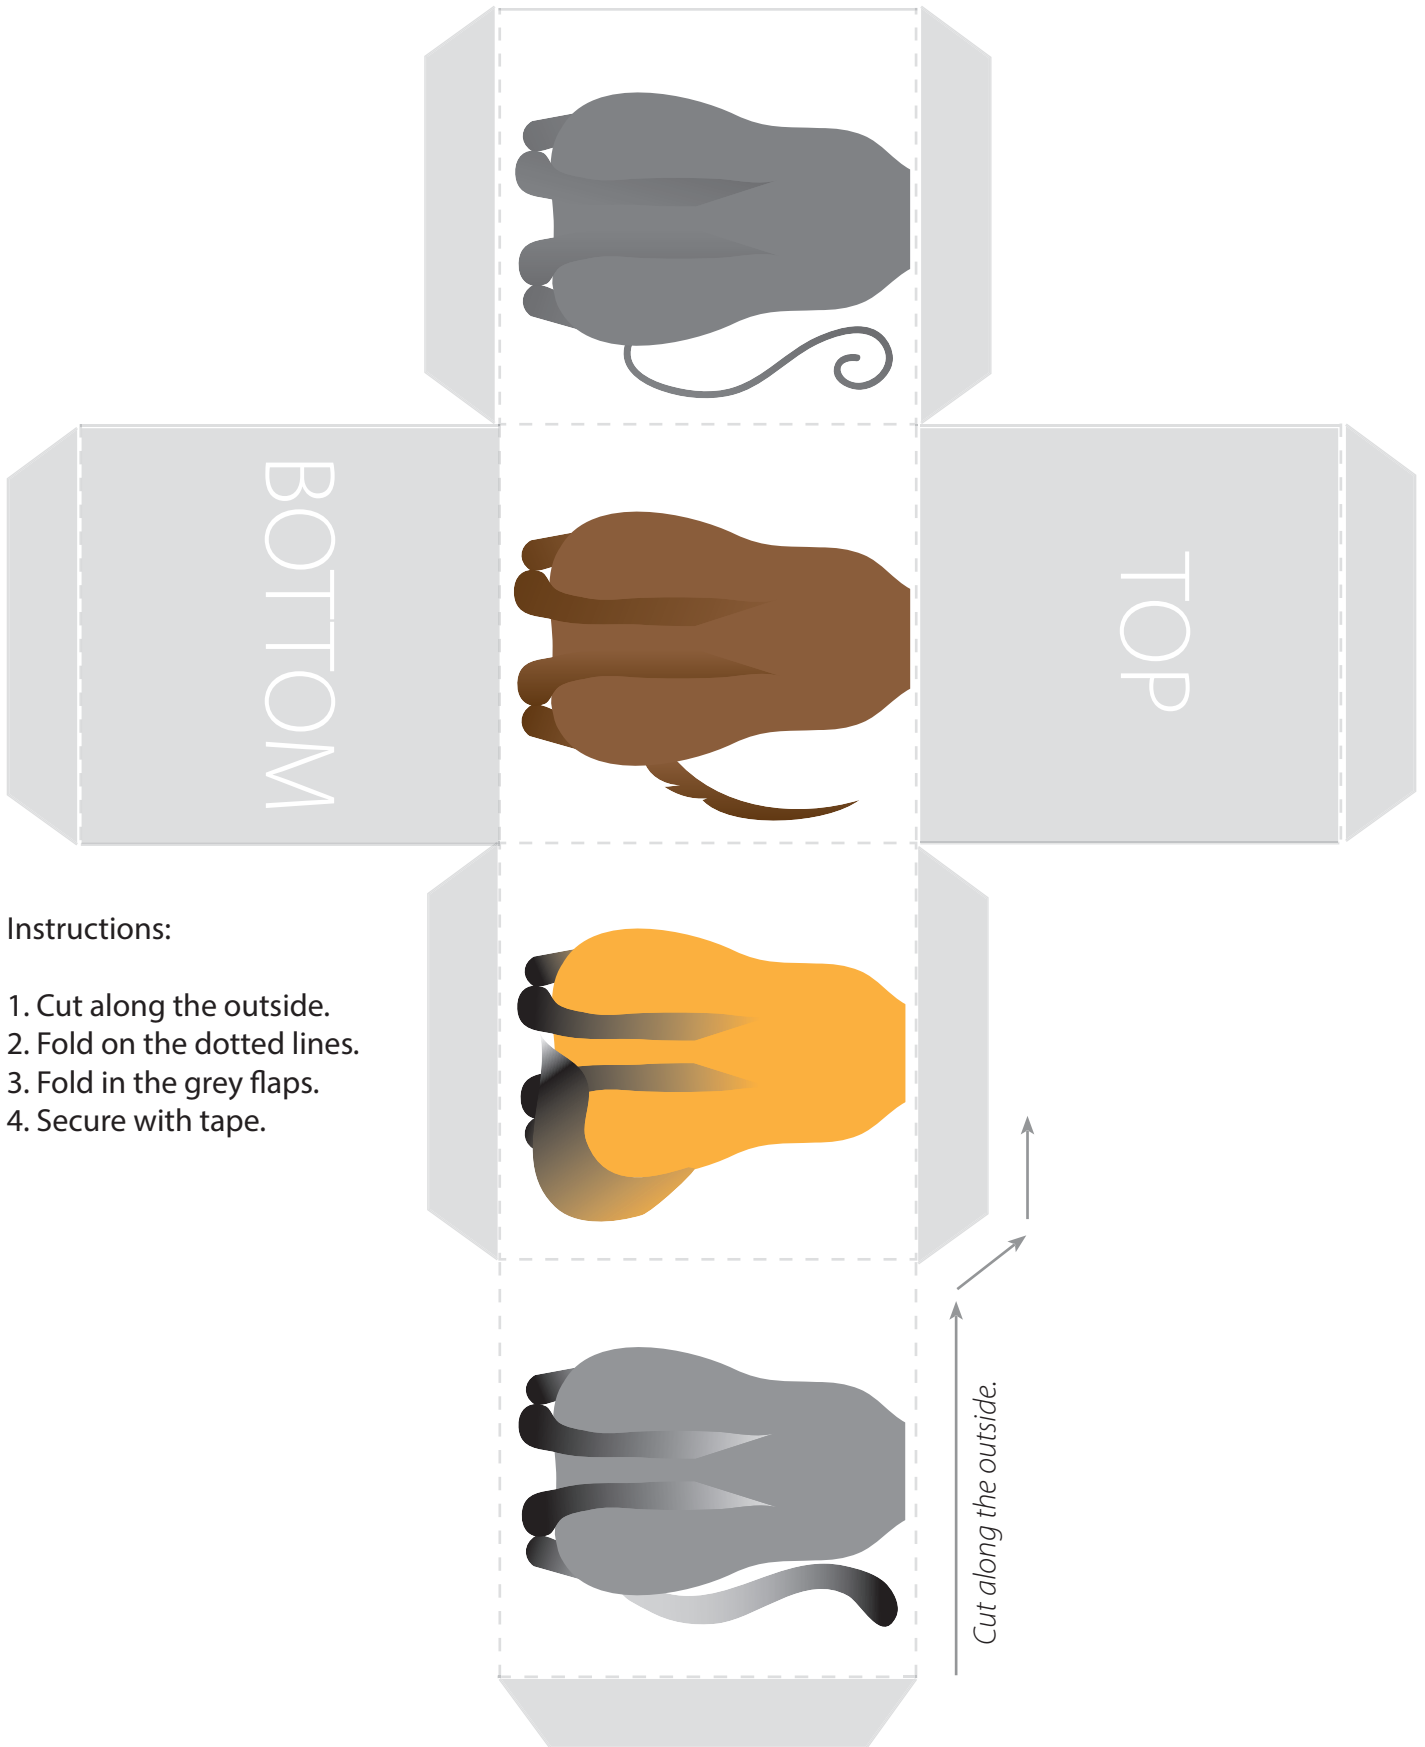 BOTTOM
TOP
Instructions:
1. Cut along the outside.
2. Fold on the dotted lines.
3. Fold in the grey flaps.
4. Secure with tape.
Cut along the outside.